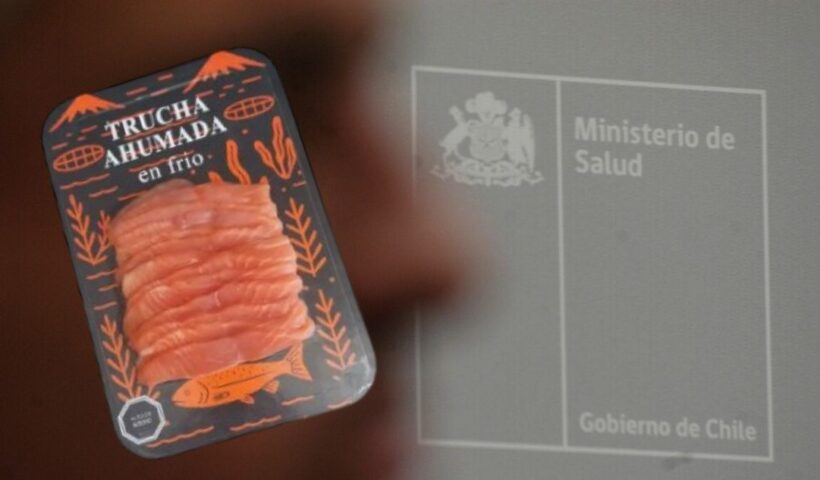 TRUCHA
AHUMADA
en frío
Ministerio de
Salud
Gobierno de Chile